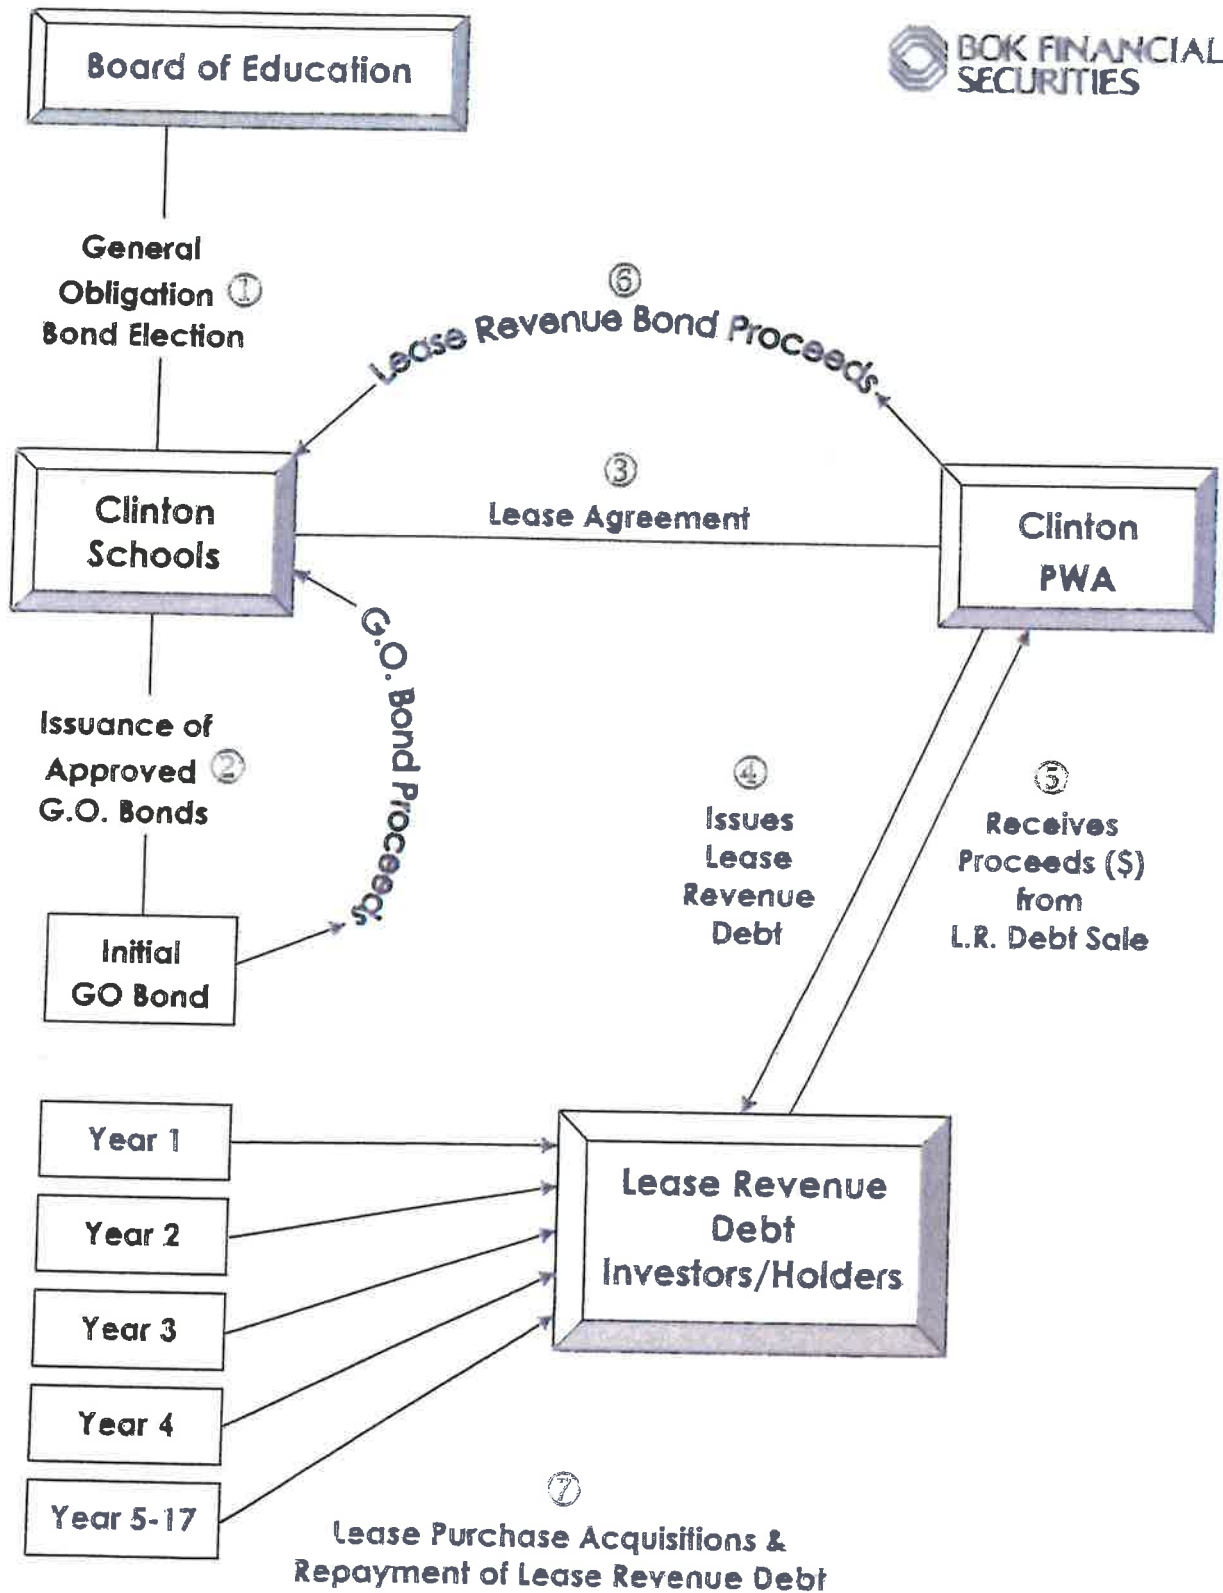 Board of Education
BOK FINANCIAL
SECURITIES
General
Obligation ①
Bond Election
⑥
Lease Revenue Bond Proceeds
Clinton
Schools
③
Lease Agreement
Clinton
PWA
G.O. Bond Proceeds
Issuance of
Approved ②
G.O. Bonds
④
Issues
Lease
Revenue
Debt
⑤
Receives
Proceeds ($)
from
L.R. Debt Sale
Initial
GO Bond
Year 1
Year 2
Year 3
Year 4
Year 5-17
Lease Revenue
Debt
Investors/Holders
⑦
Lease Purchase Acquisitions &
Repayment of Lease Revenue Debt